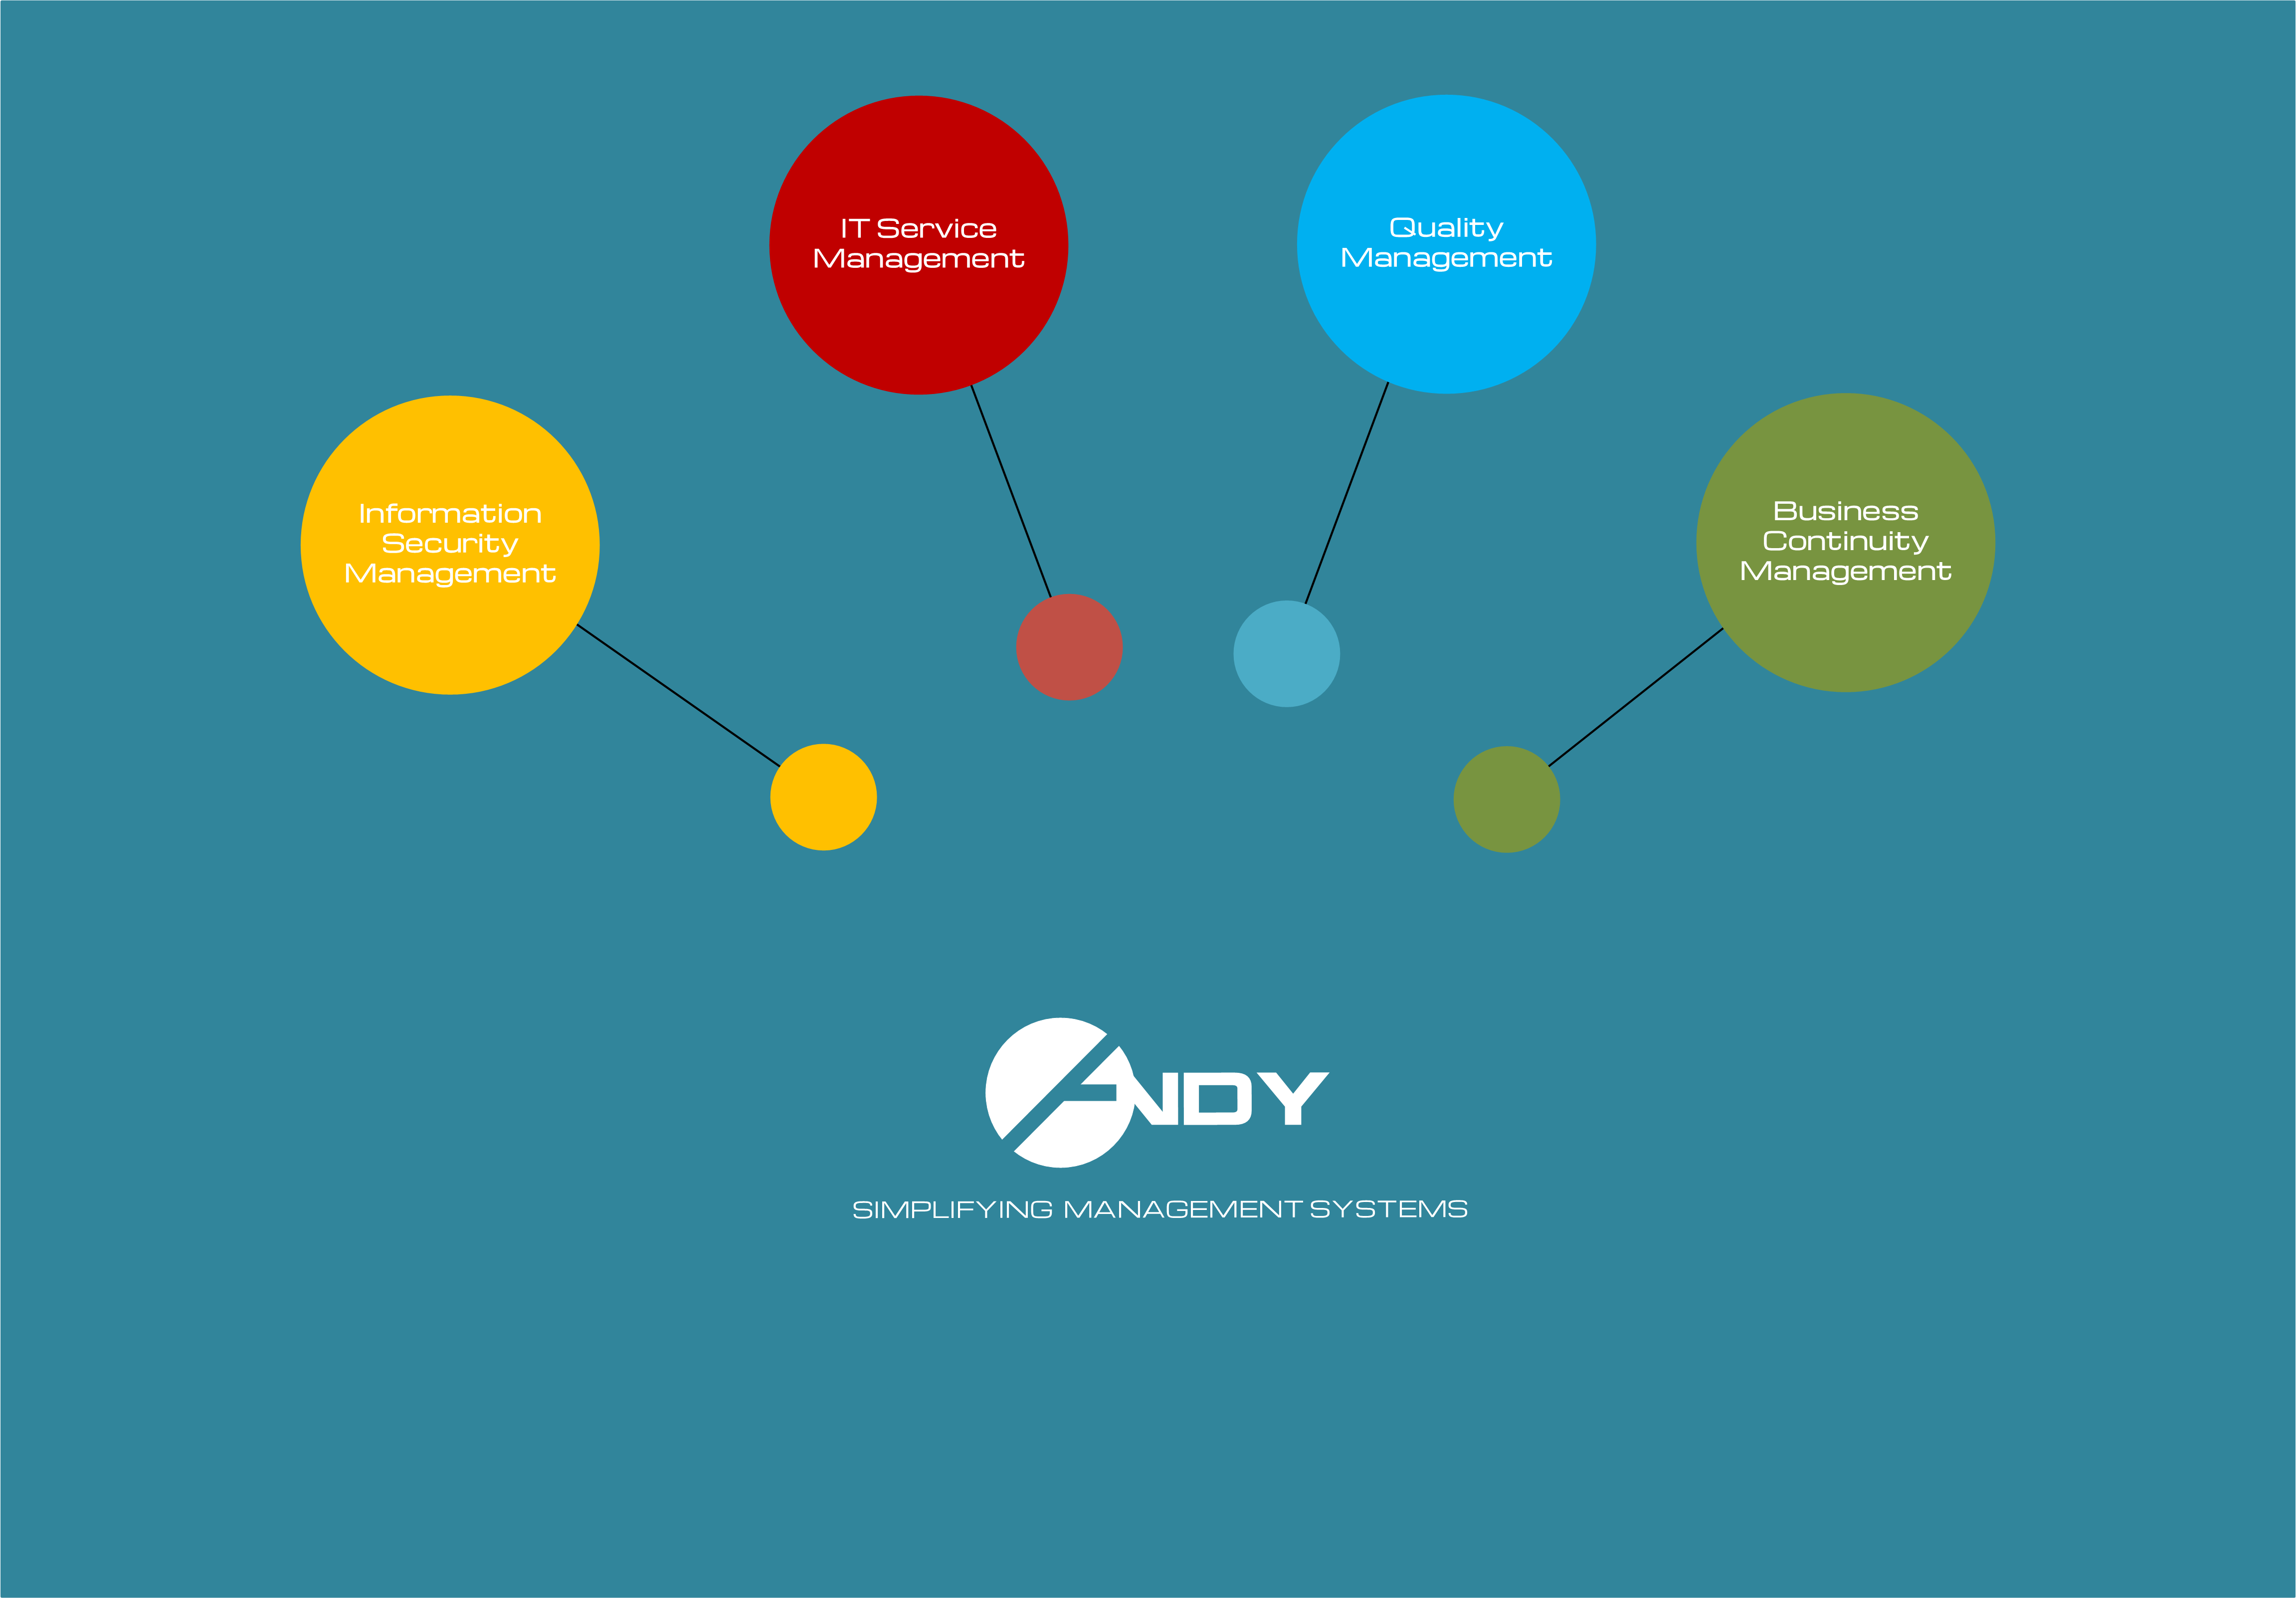 IT Service
Management
Quality
Management
Information
Security
Management
Business
Continuity
Management
ANDY
SIMPLIFYING MANAGEMENT SYSTEMS